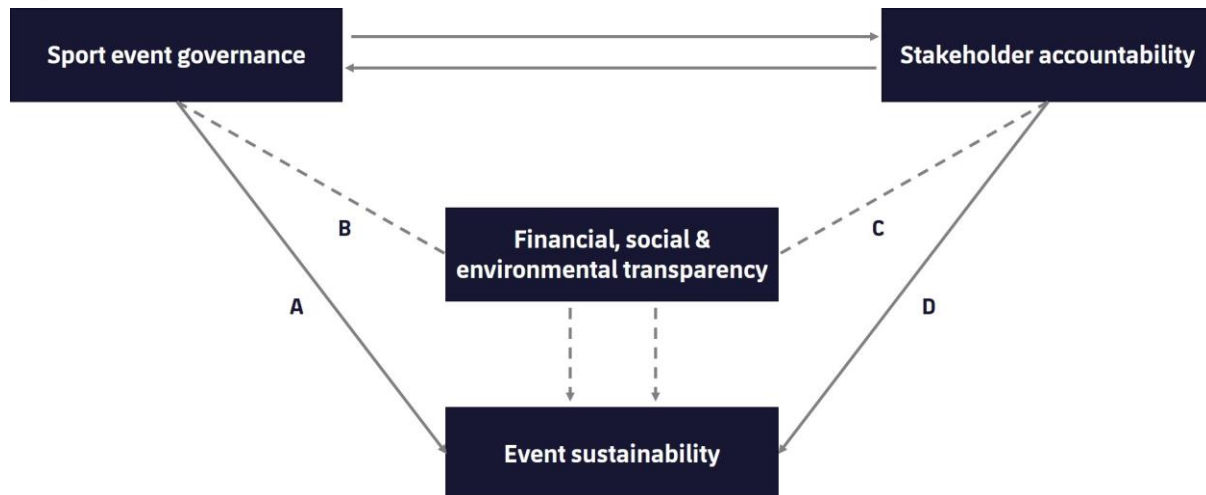 Sport event governance
Stakeholder accountability
B
C
Financial, social &
environmental transparency
A
D
Event sustainability